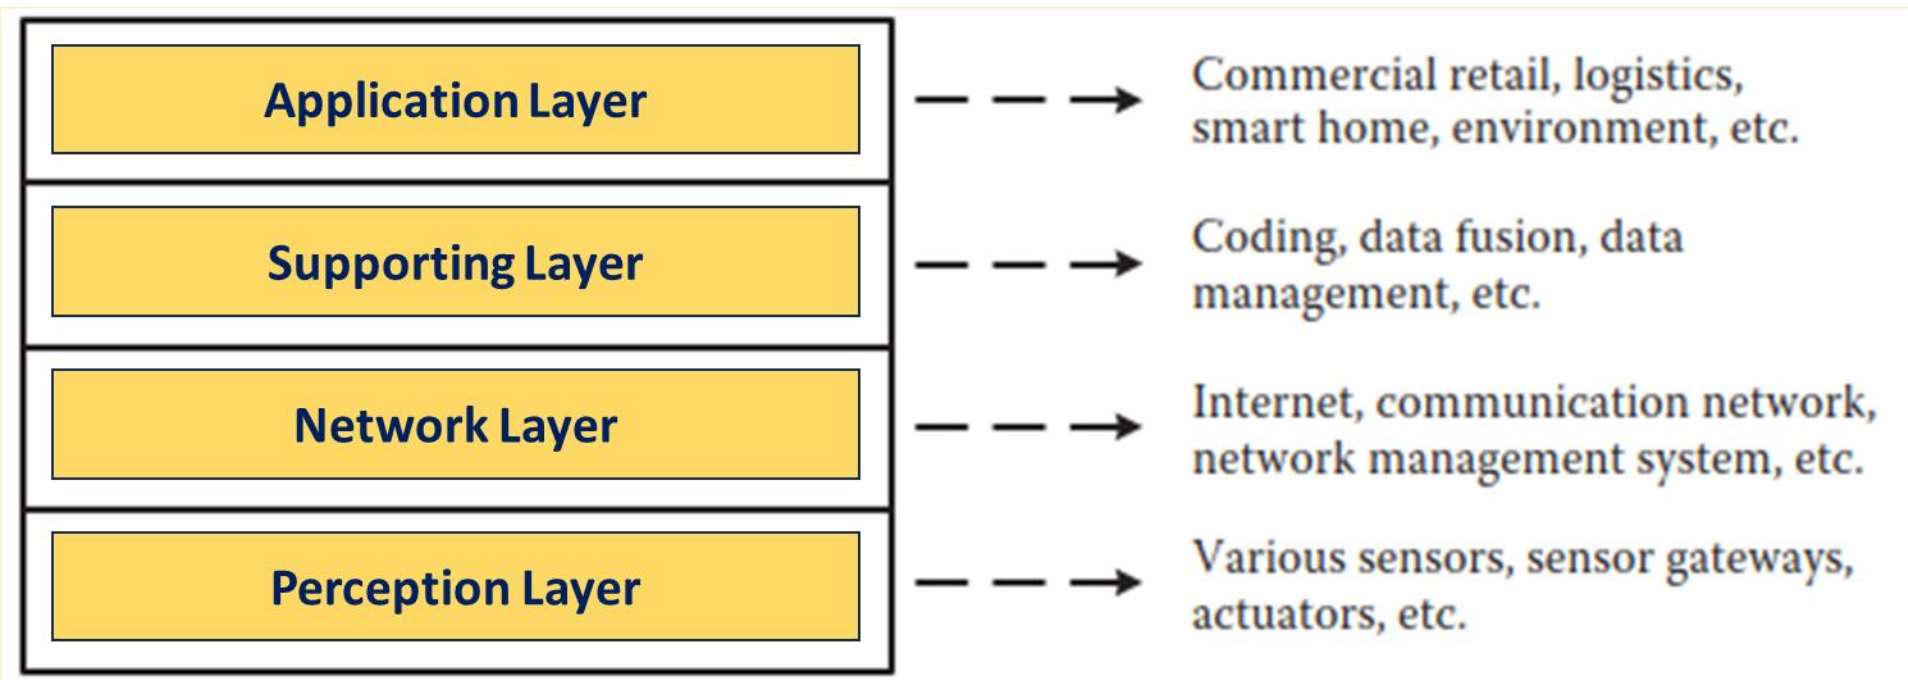 Application Layer
Commercial retail, logistics,
smart home, environment, etc.
Supporting Layer
Coding, data fusion, data
management, etc.
Network Layer
Internet, communication network,
network management system, etc.
Perception Layer
Various sensors, sensor gateways,
actuators, etc.